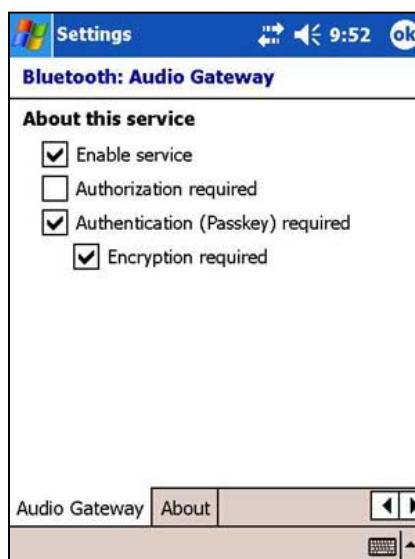 Settings 9:52 ok
Bluetooth: Audio Gateway
About this service
Enable service
Authorization required
Authentication (Passkey) required
Encryption required
Audio Gateway About